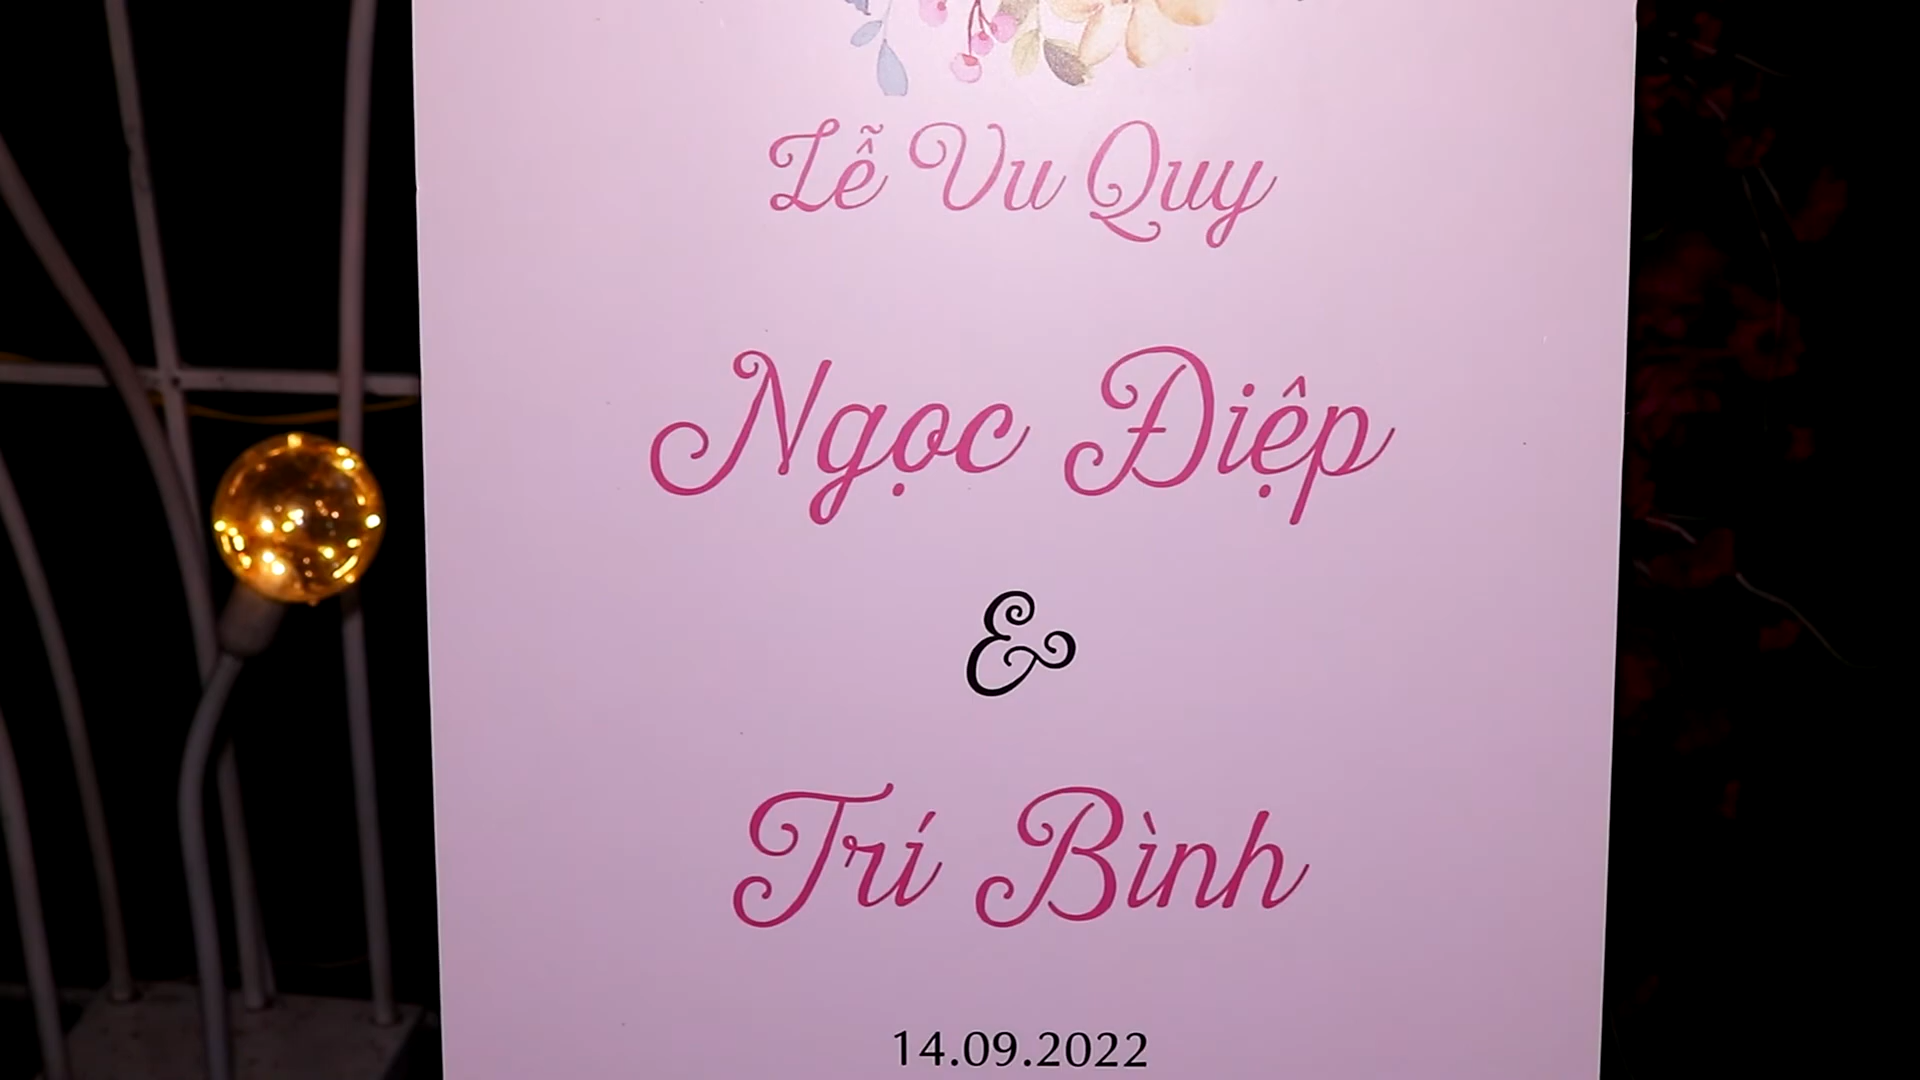 Lễ Vu Quy
Ngọc Điệp
&
Trí Bình
14.09.2022